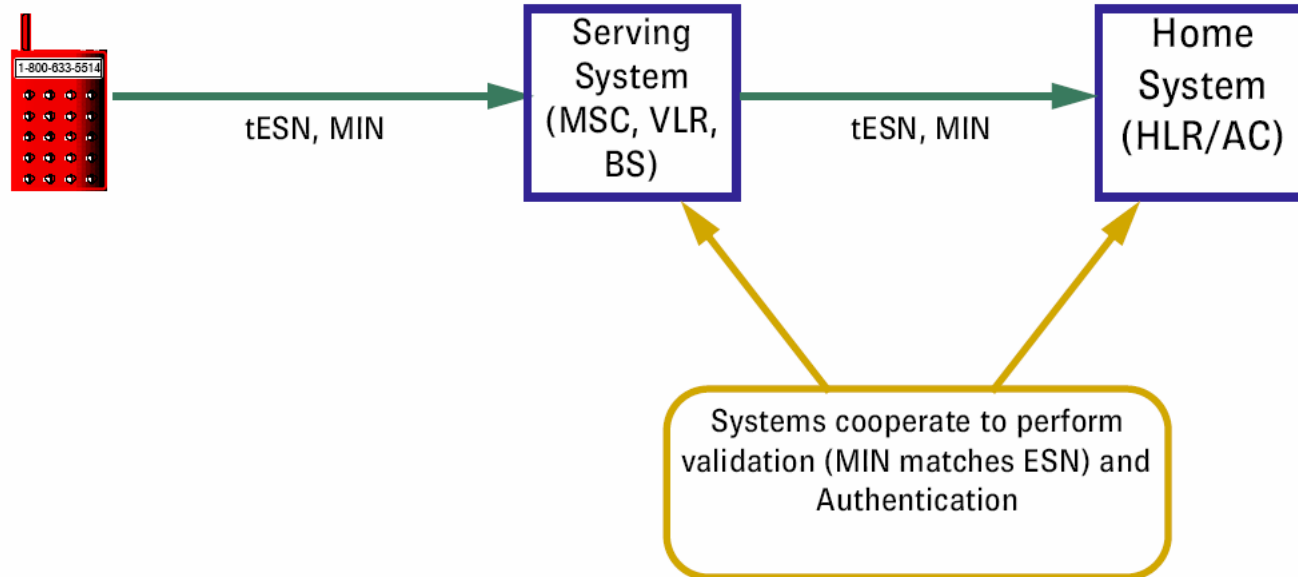 1-800-633-5514
tESN, MIN
Serving
System
(MSC, VLR,
BS)
tESN, MIN
Home
System
(HLR/AC)
Systems cooperate to perform
validation (MIN matches ESN) and
Authentication